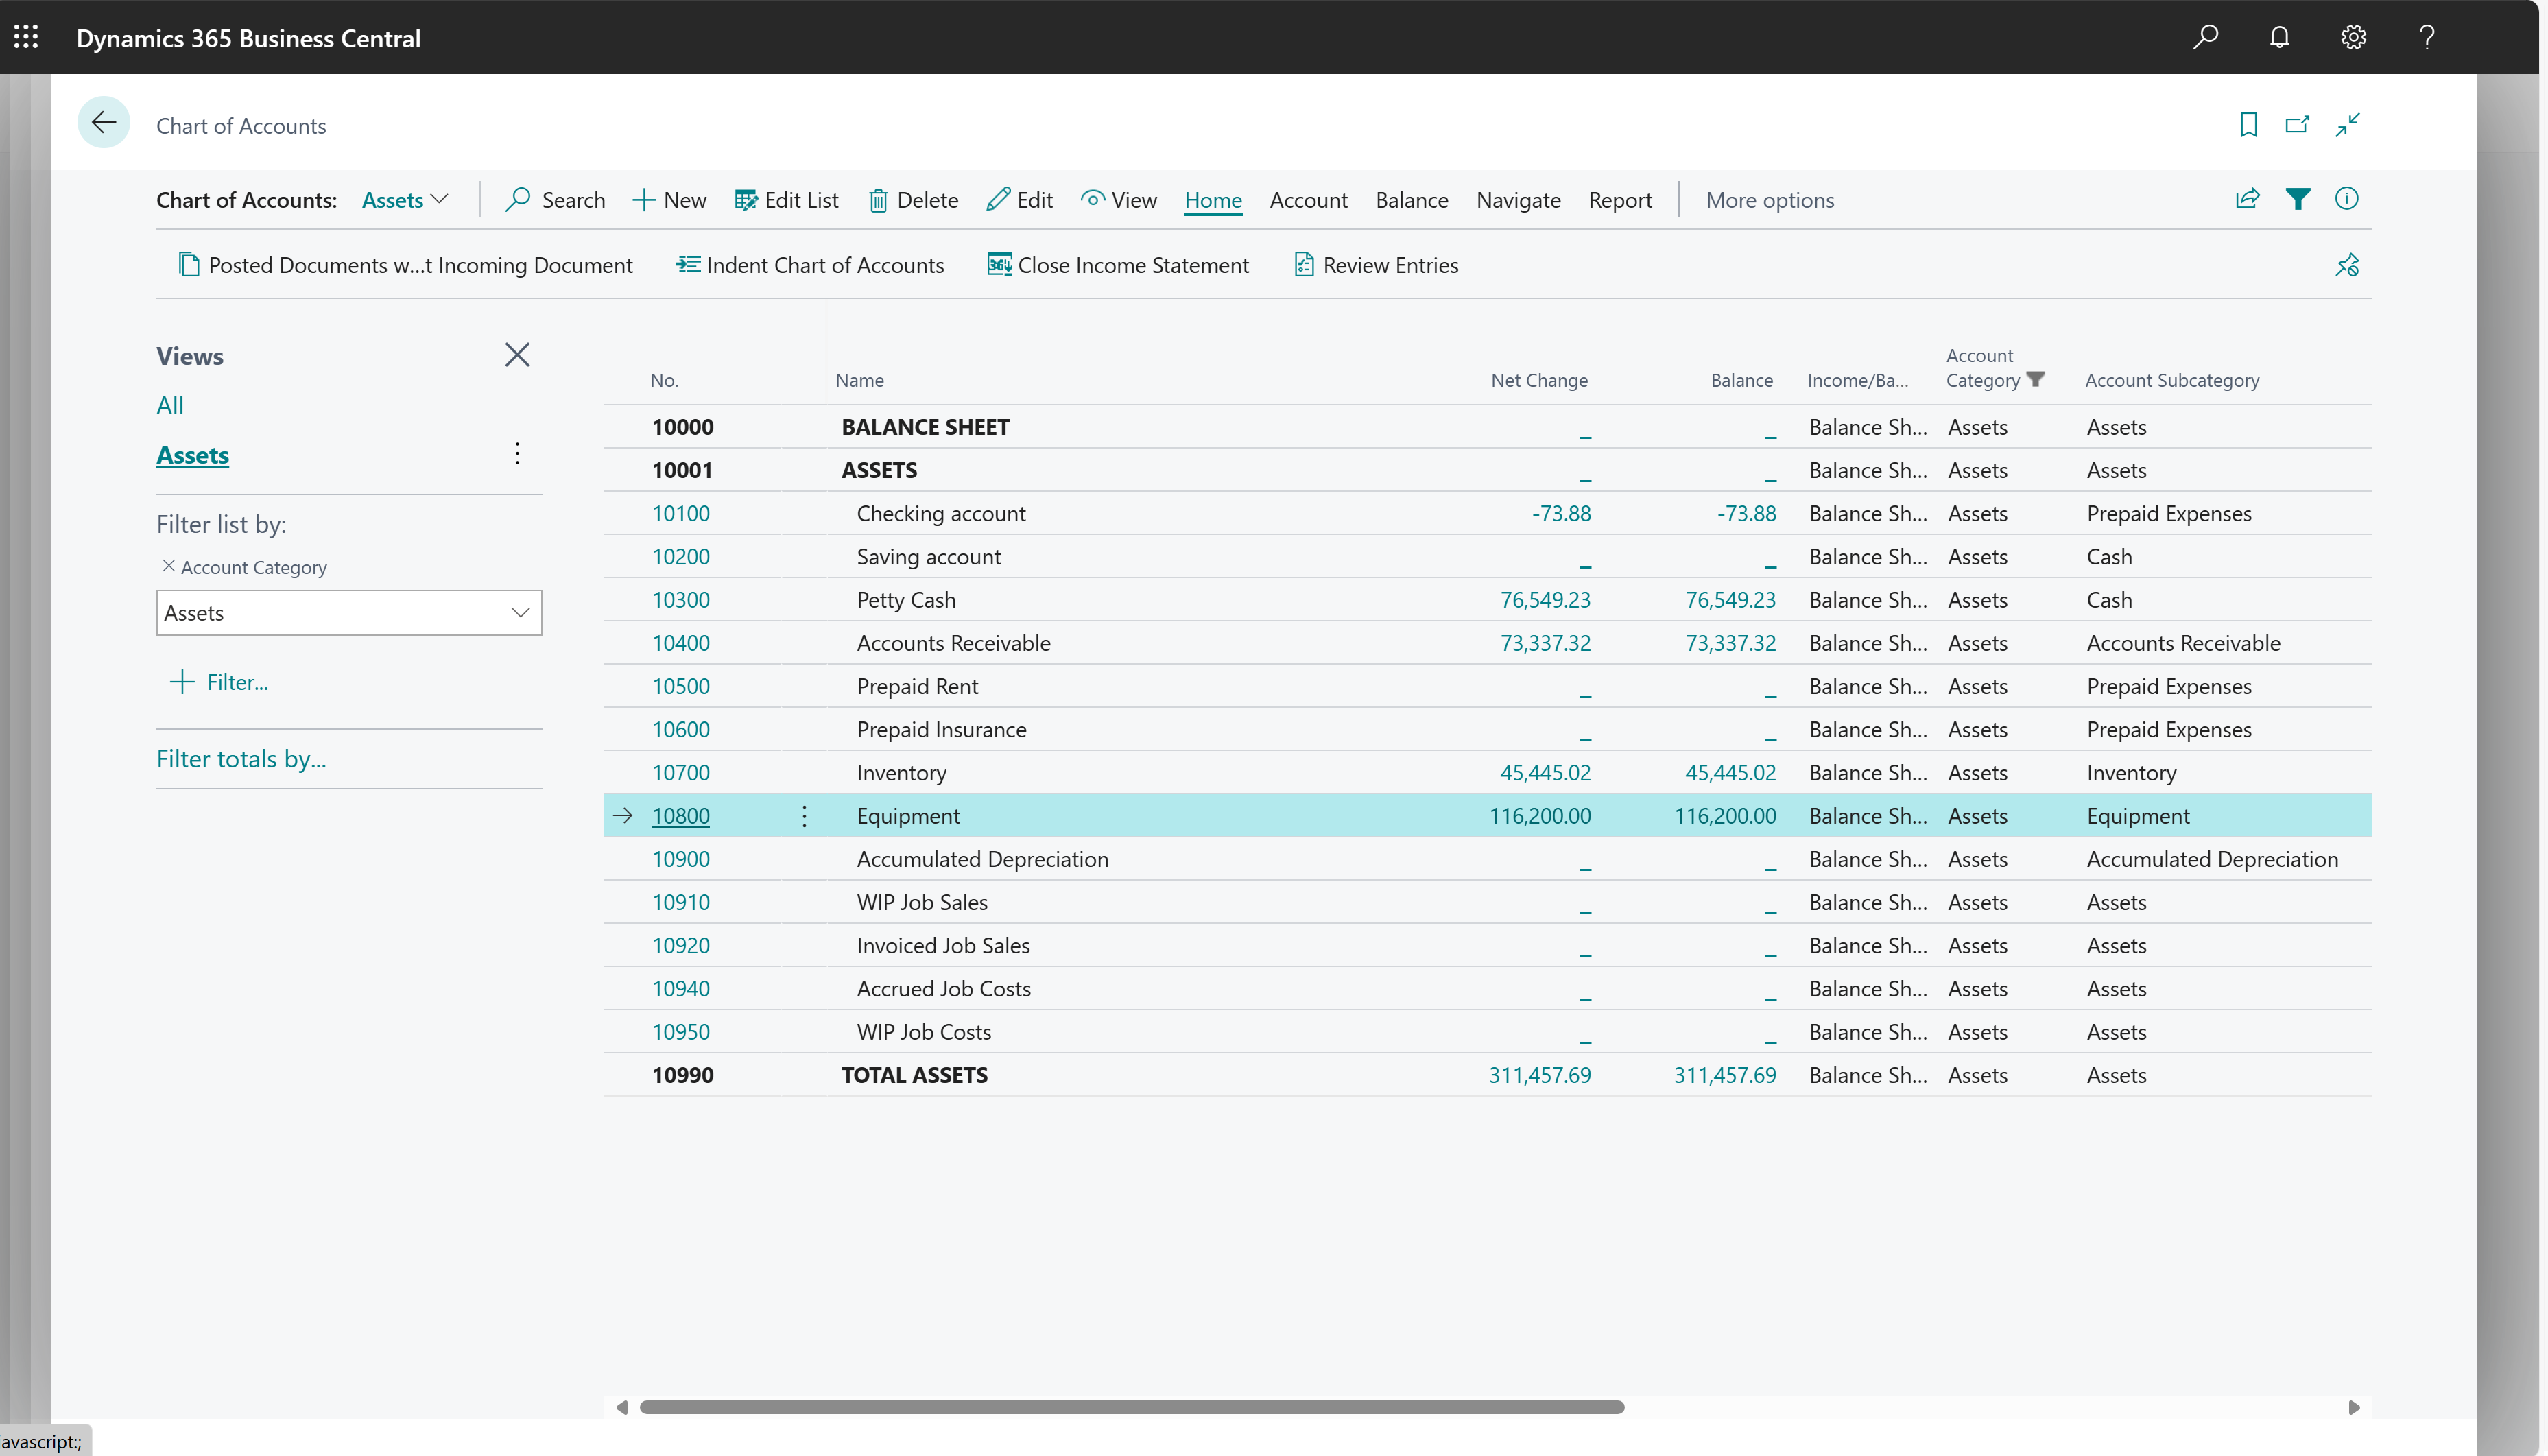 Dynamics 365 Business Central
Chart of Accounts
Chart of Accounts: Assets Search New Edit List Delete Edit View Home Account Balance Navigate Report More options
Posted Documents w...t Incoming Document Indent Chart of Accounts Close Income Statement Review Entries
Views
All
Assets
Filter list by:
Account Category
Assets
Filter...
Filter totals by...
No. Name Net Change Balance Income/Ba... Account Category Account Subcategory
10000 BALANCE SHEET _ _ Balance Sh... Assets Assets
10001 ASSETS _ _ Balance Sh... Assets Assets
10100 Checking account -73.88 -73.88 Balance Sh... Assets Prepaid Expenses
10200 Saving account _ _ Balance Sh... Assets Cash
10300 Petty Cash 76,549.23 76,549.23 Balance Sh... Assets Cash
10400 Accounts Receivable 73,337.32 73,337.32 Balance Sh... Assets Accounts Receivable
10500 Prepaid Rent _ _ Balance Sh... Assets Prepaid Expenses
10600 Prepaid Insurance _ _ Balance Sh... Assets Prepaid Expenses
10700 Inventory 45,445.02 45,445.02 Balance Sh... Assets Inventory
10800 Equipment 116,200.00 116,200.00 Balance Sh... Assets Equipment
10900 Accumulated Depreciation _ _ Balance Sh... Assets Accumulated Depreciation
10910 WIP Job Sales _ _ Balance Sh... Assets Assets
10920 Invoiced Job Sales _ _ Balance Sh... Assets Assets
10940 Accrued Job Costs _ _ Balance Sh... Assets Assets
10950 WIP Job Costs _ _ Balance Sh... Assets Assets
10990 TOTAL ASSETS 311,457.69 311,457.69 Balance Sh... Assets Assets
avascript:;